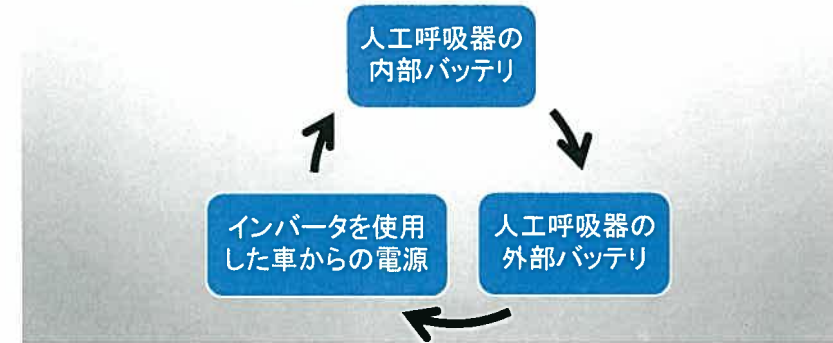 人工呼吸器の
内部バッテリ
インバータを使用
した車からの電源
人工呼吸器の
外部バッテリ